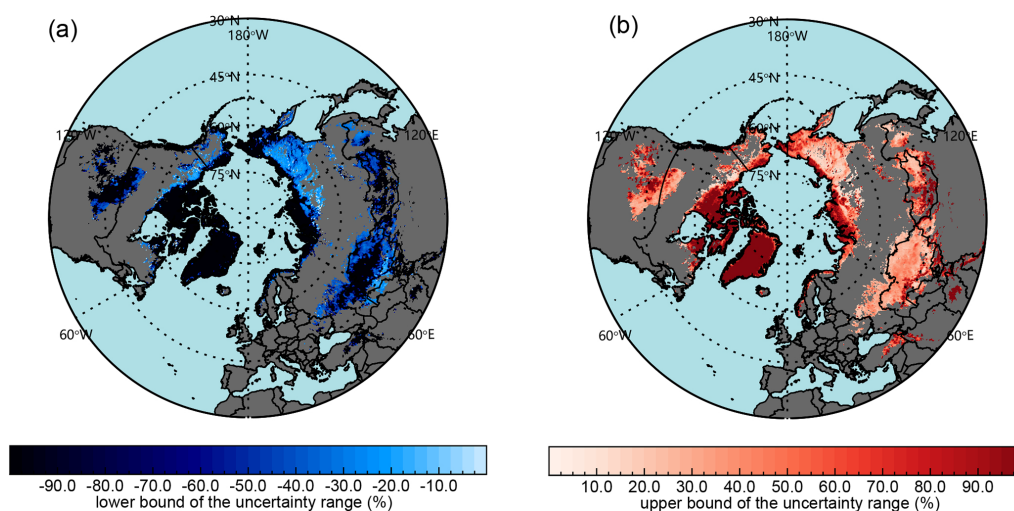 (a)
30°N
180°W
45°N
60°N
75°N
120°W
120°E
60°W
60°E
-90.0 -80.0 -70.0 -60.0 -50.0 -40.0 -30.0 -20.0 -10.0
lower bound of the uncertainty range (%)
(b)
30°N
180°W
45°N
60°N
75°N
120°W
120°E
60°W
60°E
10.0 20.0 30.0 40.0 50.0 60.0 70.0 80.0 90.0
upper bound of the uncertainty range (%)